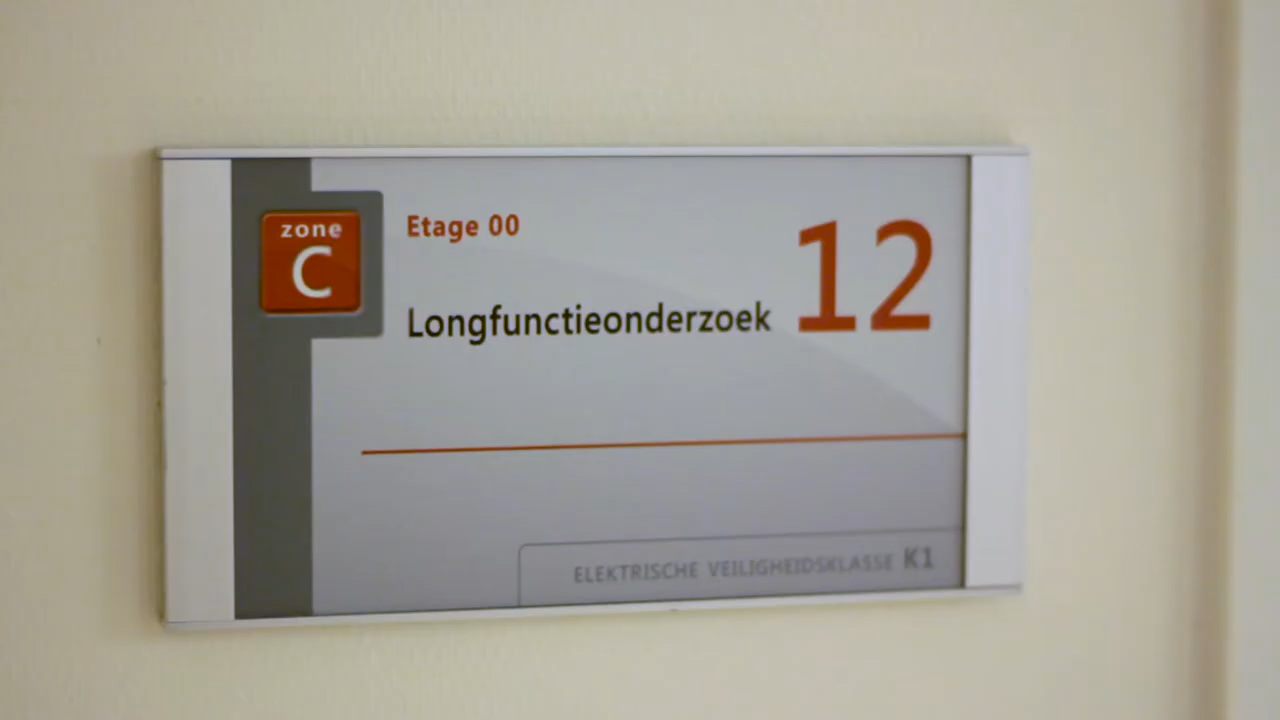 zone
C
Etage 00
Longfunctieonderzoek
12
ELEKTRISCHE VEILIGHEIDSKLASSE K1